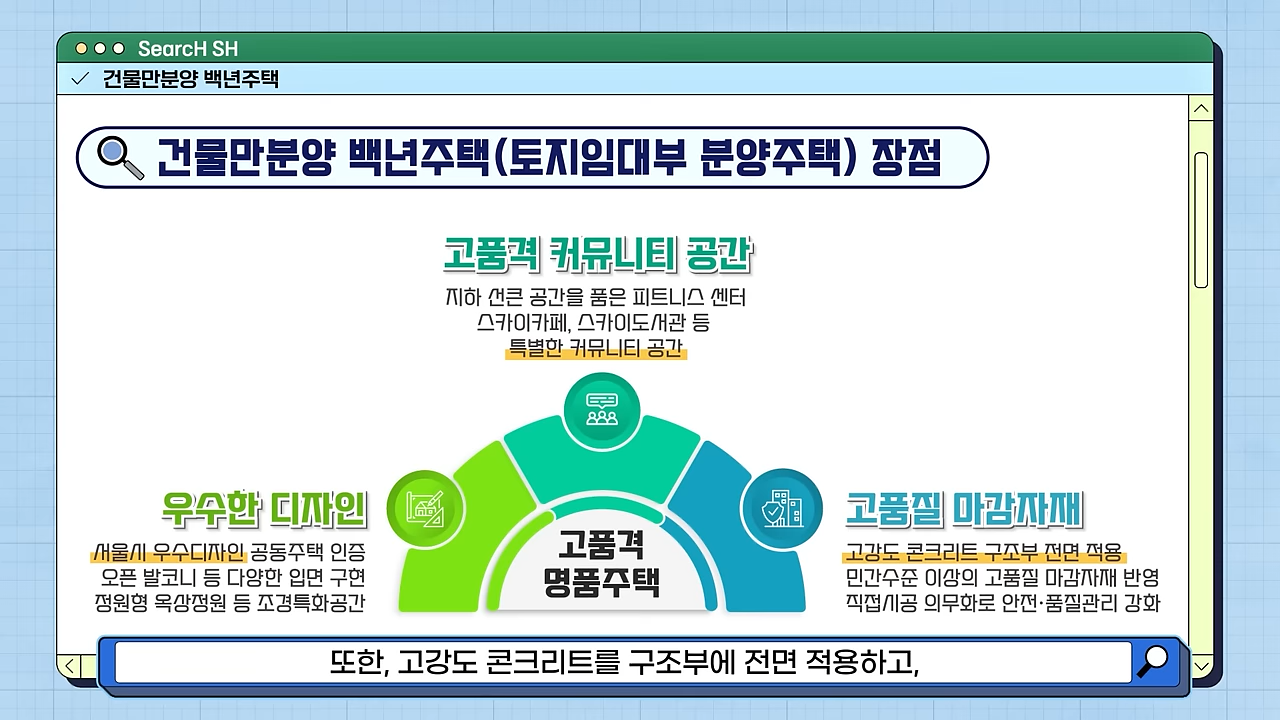 SearcH SH
건물만분양 백년주택
건물만분양 백년주택(토지임대부 분양주택) 장점
고품격 커뮤니티 공간
지하 선큰 공간을 품은 피트니스 센터
스카이카페, 스카이도서관 등
특별한 커뮤니티 공간
우수한 디자인
서울시 우수디자인 공동주택 인증
오픈 발코니 등 다양한 입면 구현
정원형 옥상정원 등 조경특화공간
고품격
명품주택
고품질 마감자재
고강도 콘크리트 구조부 전면 적용
민간수준 이상의 고품질 마감자재 반영
직접시공 의무화로 안전·품질관리 강화
또한, 고강도 콘크리트를 구조부에 전면 적용하고,